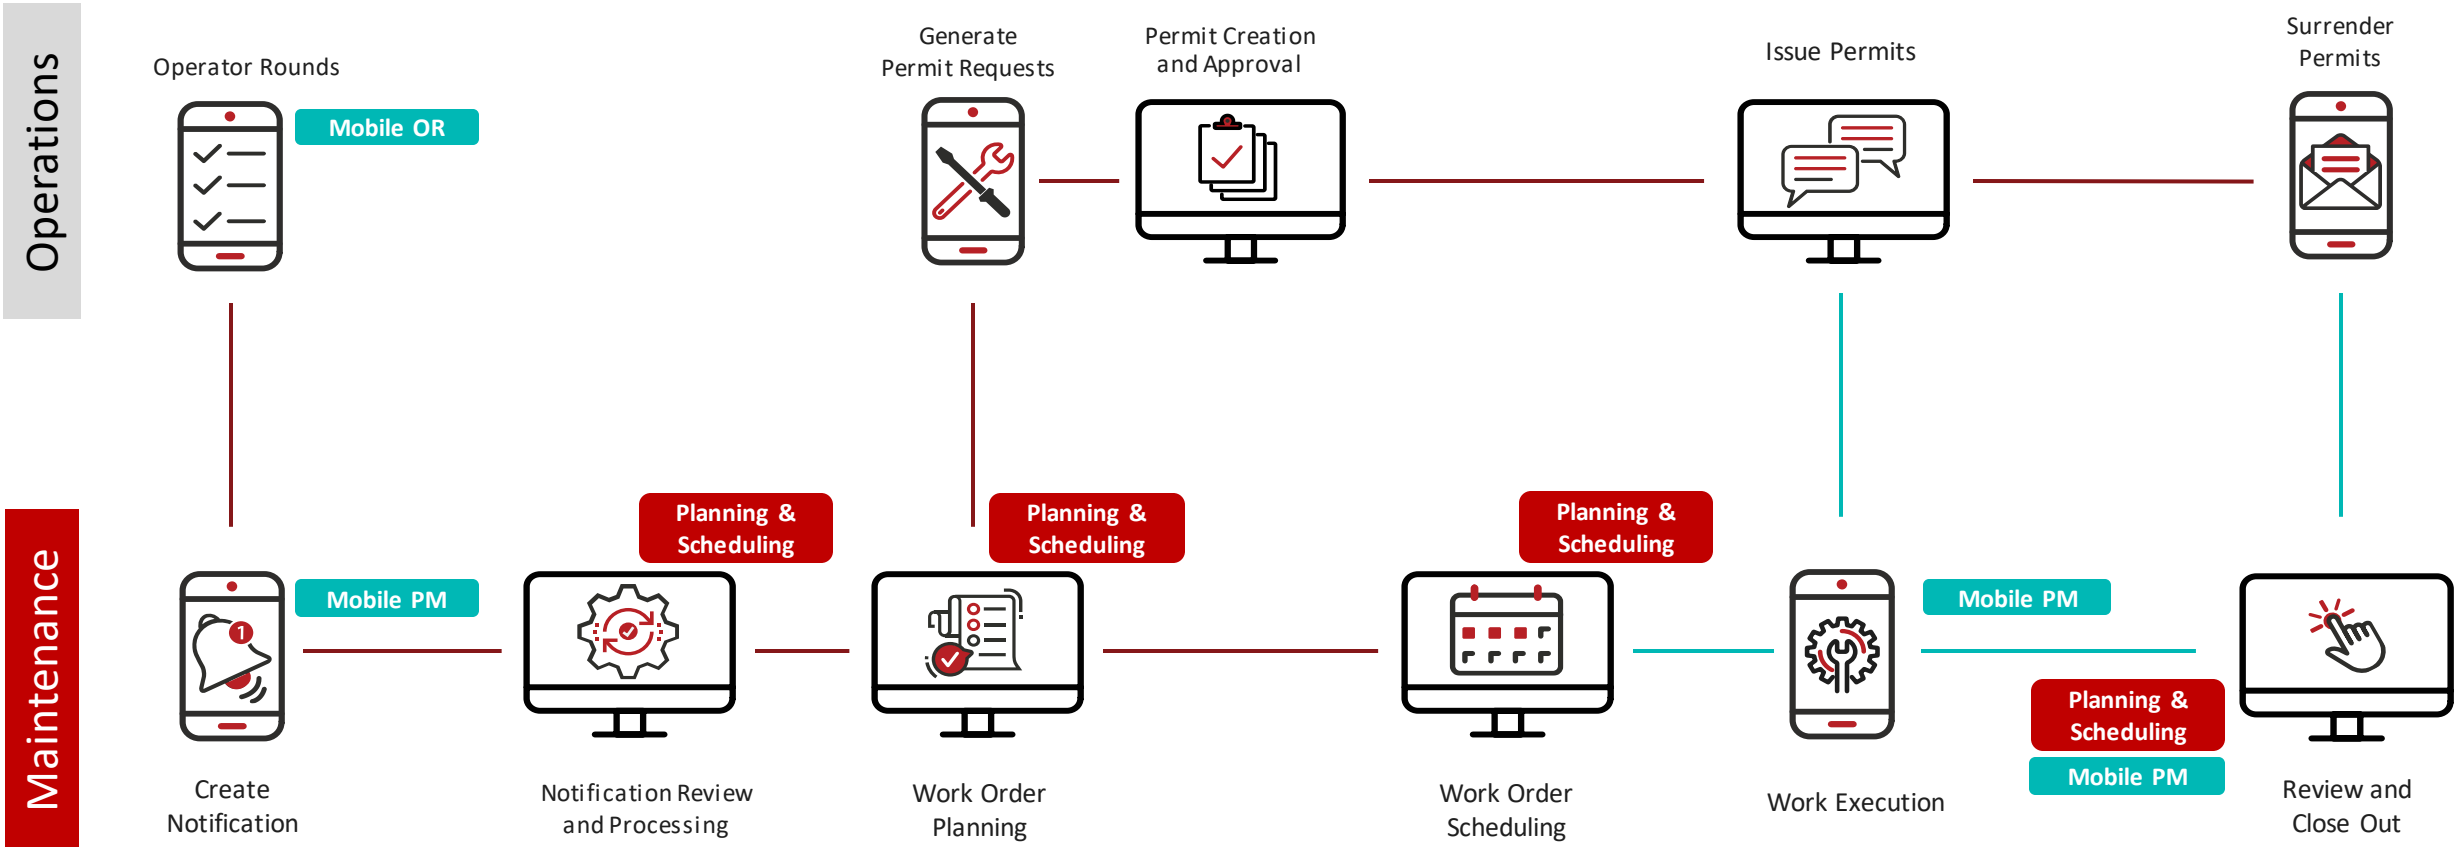 Operations
Operator Rounds
Mobile OR
Generate
Permit Requests
Permit Creation
and Approval
Issue Permits
Surrender
Permits
Maintenance
Mobile PM
1
Create
Notification
Planning &
Scheduling
Notification Review
and Processing
Planning &
Scheduling
Work Order
Planning
Planning &
Scheduling
Work Order
Scheduling
Mobile PM
Work Execution
Planning &
Scheduling
Mobile PM
Review and
Close Out